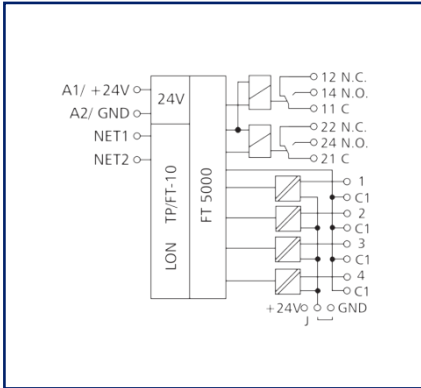 A1/ +24V
A2/ GND
NET1
NET2
24V
LON TP/FT-10
FT 5000
12 N.C.
14 N.O.
11 C
22 N.C.
24 N.O.
21 C
1
C1
2
C1
3
C1
4
C1
+24V
GND
J